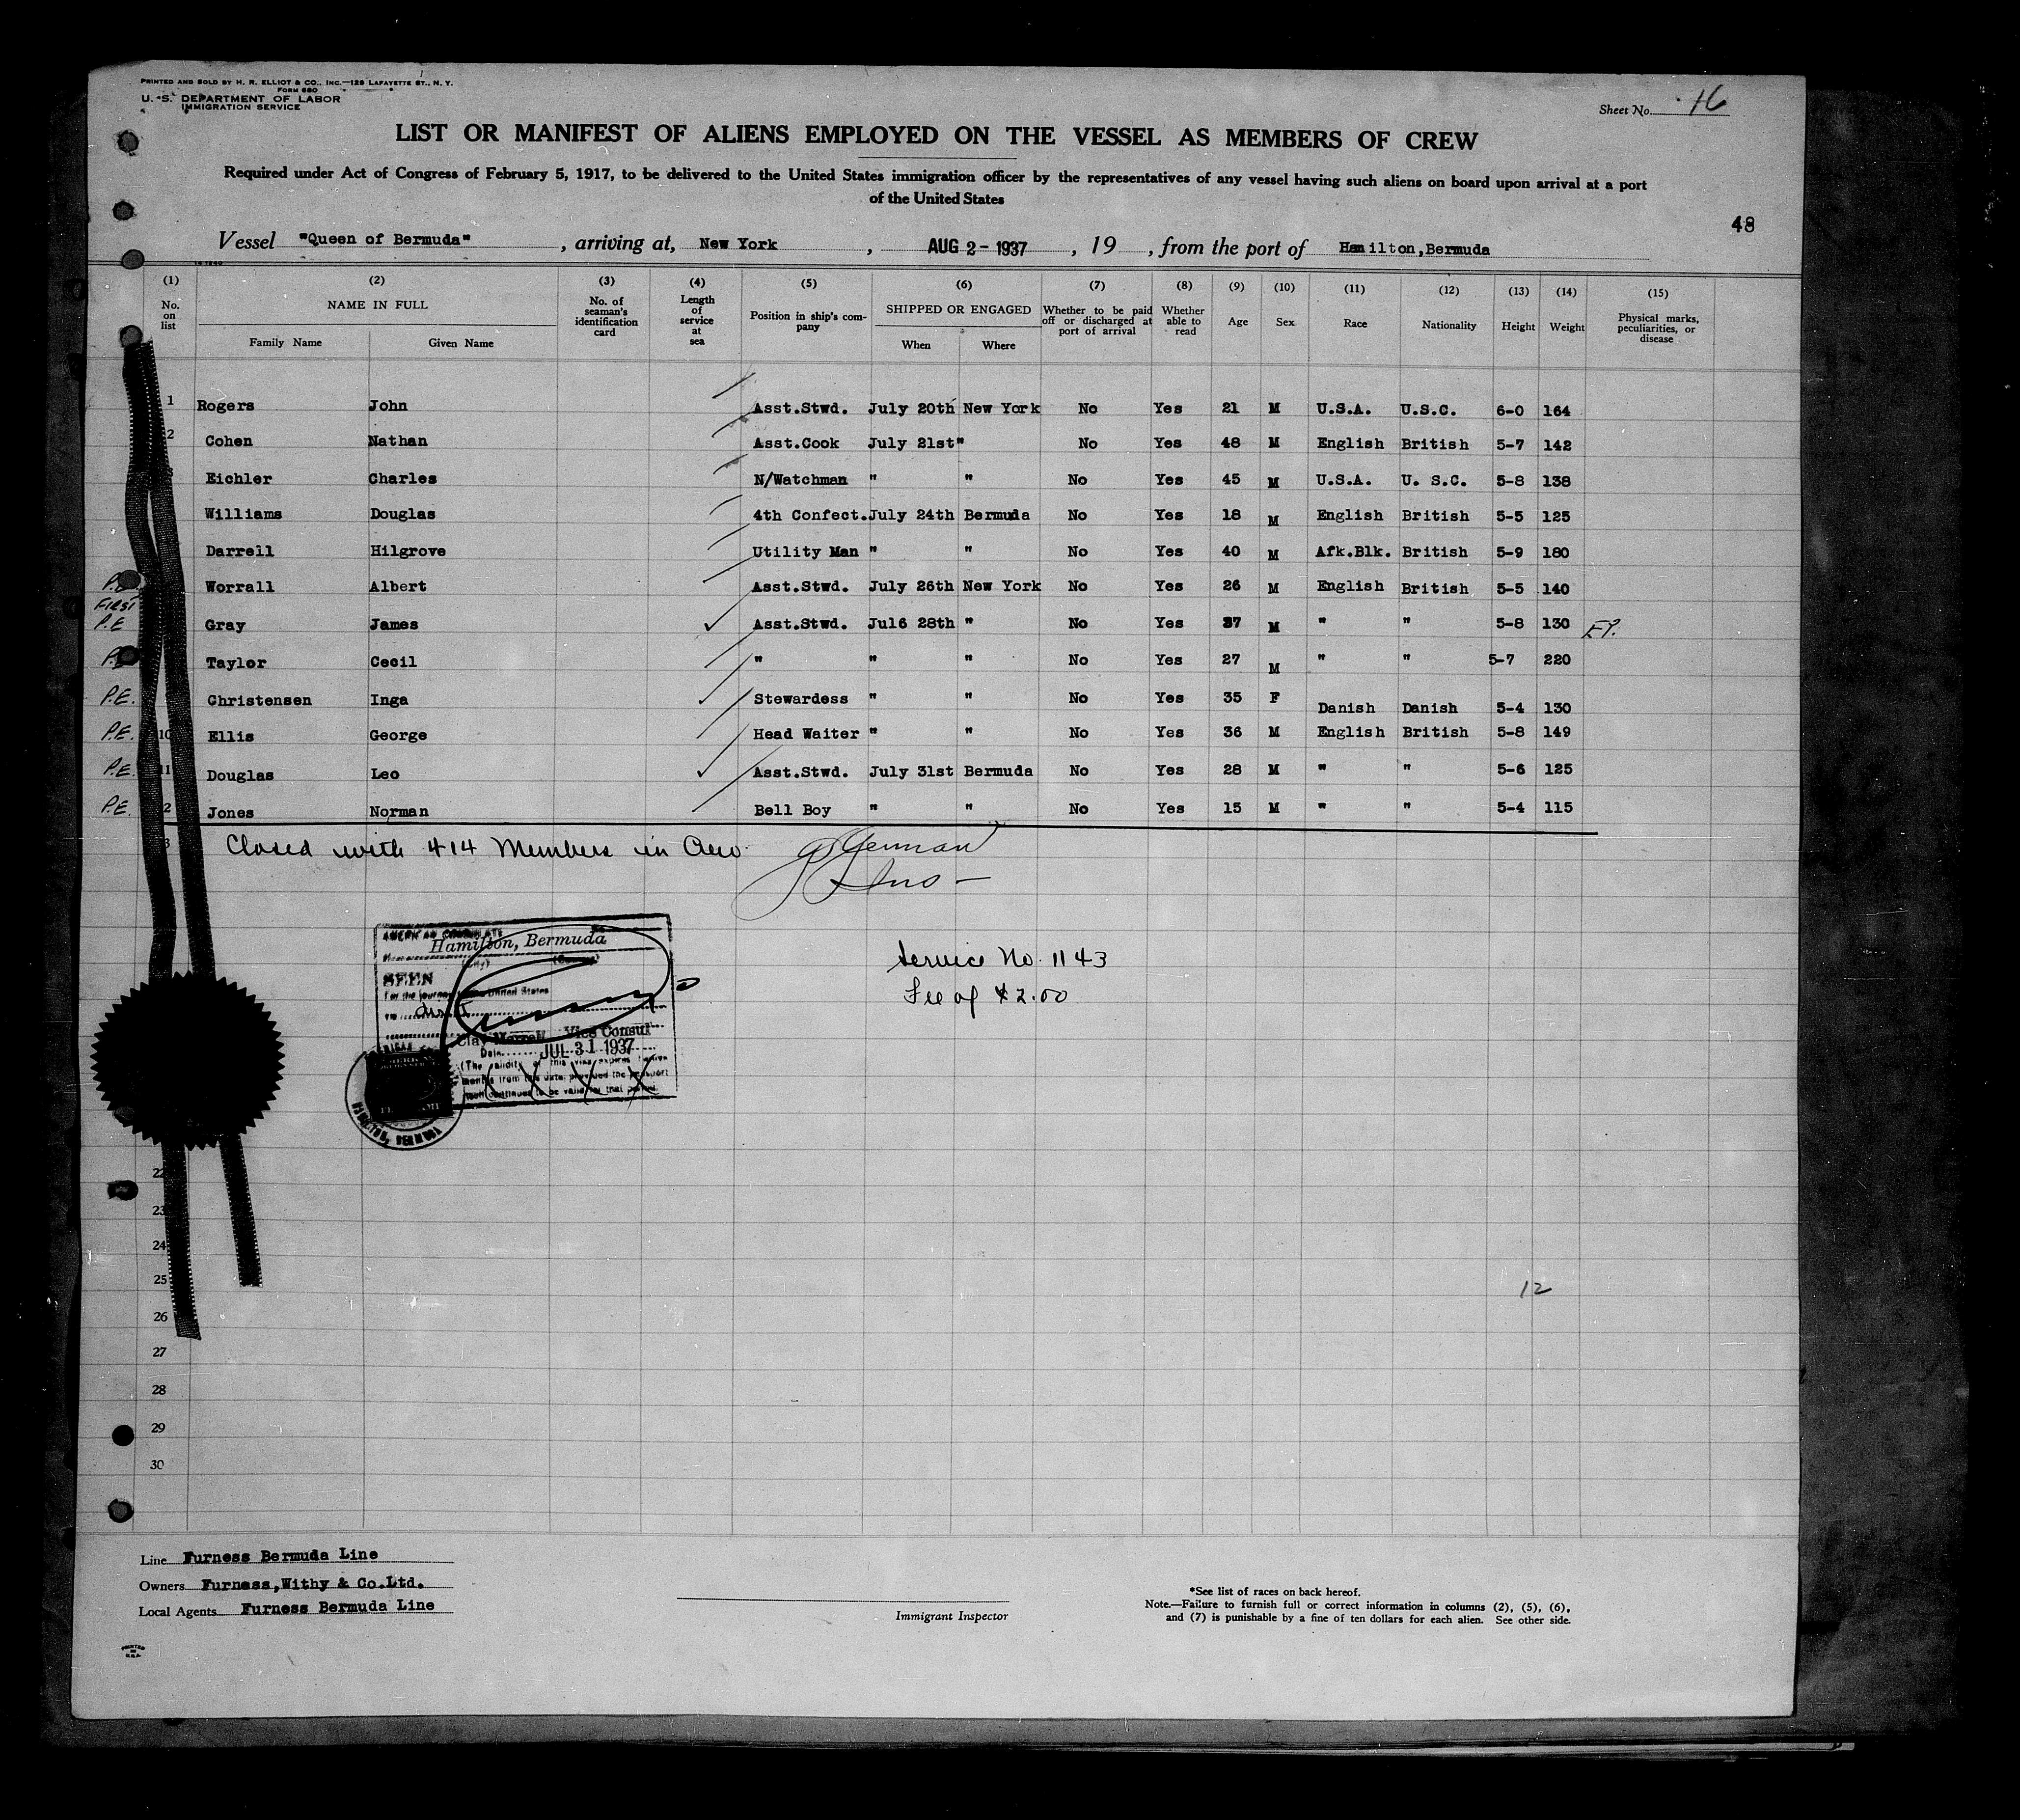 PRINTED AND SOLD BY H. R. ELLIOT & CO., INC.—129 LAFAYETTE ST., N. Y.
FORM 680
U. S. DEPARTMENT OF LABOR
IMMIGRATION SERVICE
Sheet No. 16
LIST OR MANIFEST OF ALIENS EMPLOYED ON THE VESSEL AS MEMBERS OF CREW
Required under Act of Congress of February 5, 1917, to be delivered to the United States immigration officer by the representatives of any vessel having such aliens on board upon arrival at a port
of the United States
48
Vessel "Queen of Bermuda", arriving at, New York, AUG 2 - 1937, 19 , from the port of Hamilton,Bermuda
(1) No. on list
(2) NAME IN FULL Family Name Given Name
(3) No. of seaman's identification card
(4) Length of service at sea
(5) Position in ship's company
(6) SHIPPED OR ENGAGED When Where
(7) Whether to be paid off or discharged at port of arrival
(8) Whether able to read
(9) Age
(10) Sex
(11) Race
(12) Nationality
(13) Height
(14) Weight
(15) Physical marks, peculiarities, or disease
1 Rogers John Asst.Stwd. July 20th New York No Yes 21 M U.S.A. U.S.C. 6-0 164
2 Cohen Nathan Asst.Cook July 21st " No Yes 48 M English British 5-7 142
3 Eichler Charles N/Watchman " " No Yes 45 M U.S.A. U. S.C. 5-8 138
Williams Douglas 4th Confect. July 24th Bermuda No Yes 18 M English British 5-5 125
Darrell Hilgrove Utility Man " " No Yes 40 M Afk.Blk. British 5-9 180
P.E. Worrall Albert Asst.Stwd. July 26th New York No Yes 26 M English British 5-5 140
FIRST P.E Gray James Asst.Stwd. Jul6 28th " No Yes 37 M " " 5-8 130
Taylor Cecil " " " No Yes 27 M " " 5-7 220
P.E. Christensen Inga Stewardess " " No Yes 35 F Danish Danish 5-4 130
P.E. 10 Ellis George Head Waiter " " No Yes 36 M English British 5-8 149
P.E. 11 Douglas Leo Asst.Stwd. July 31st Bermuda No Yes 28 M " " 5-6 125
P.E. 2 Jones Norman Bell Boy " " No Yes 15 M " " 5-4 115
3 Closed with 414 Members in Crew
AMERICAN CONSULATE
Hamilton, Bermuda
SEEN
For the journey United States
Vice Consul
Date JUL 31 1937
HAMILTON, BERMUDA
Service No. 1143
Fee of $2.00
22
23
24
25
12
26
27
28
29
30
Line Furness Bermuda Line
Owners Furness,Withy & Co.Ltd.
Local Agents Furness Bermuda Line
Immigrant Inspector
*See list of races on back hereof.
Note.—Failure to furnish full or correct information in columns (2), (5), (6),
and (7) is punishable by a fine of ten dollars for each alien. See other side.
PRINTED
IN
U.S.A.